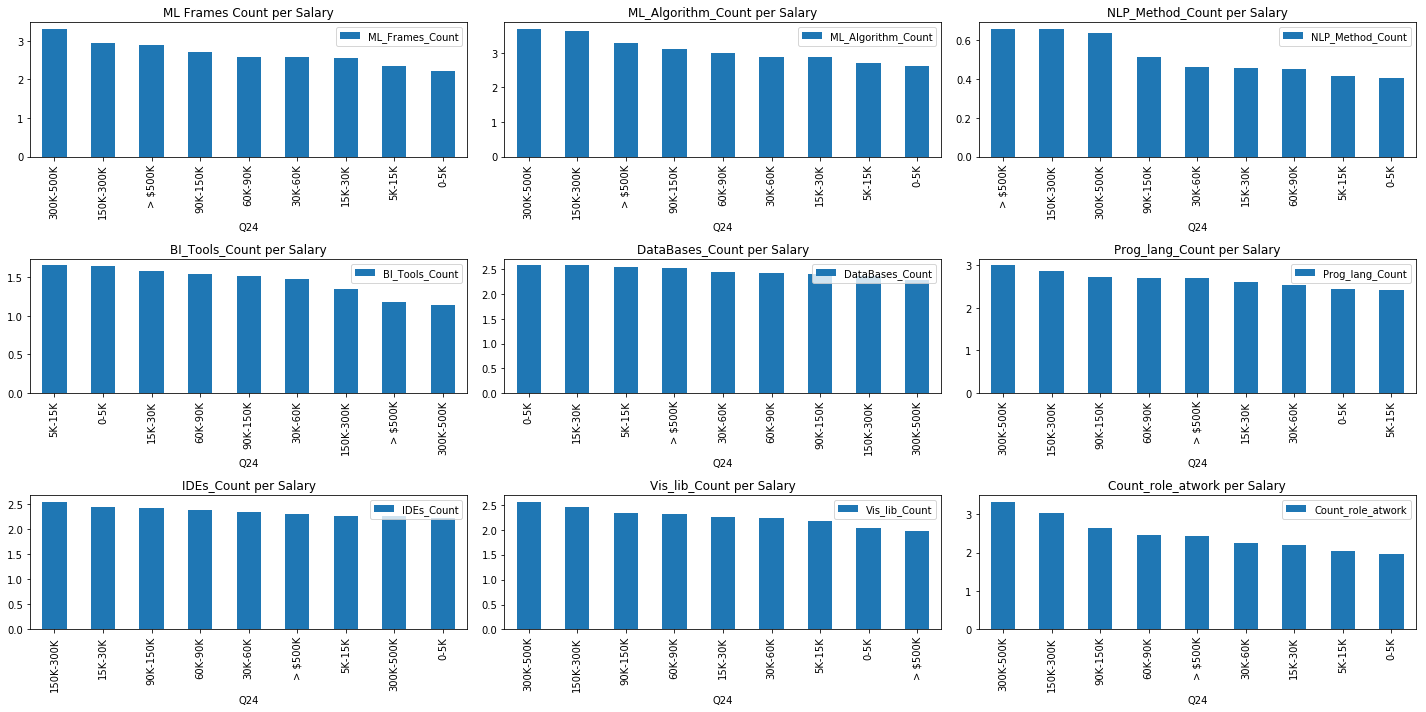 ML Frames Count per Salary
ML_Frames_Count
3
2
1
0
300K-500K
150K-300K
> $500K
90K-150K
60K-90K
30K-60K
15K-30K
5K-15K
0-5K
Q24
ML_Algorithm_Count per Salary
ML_Algorithm_Count
3
2
1
0
300K-500K
150K-300K
> $500K
90K-150K
60K-90K
30K-60K
15K-30K
5K-15K
0-5K
Q24
NLP_Method_Count per Salary
NLP_Method_Count
0.6
0.4
0.2
0.0
> $500K
150K-300K
300K-500K
90K-150K
30K-60K
15K-30K
60K-90K
5K-15K
0-5K
Q24
BI_Tools_Count per Salary
BI_Tools_Count
1.5
1.0
0.5
0.0
5K-15K
0-5K
15K-30K
60K-90K
90K-150K
30K-60K
150K-300K
> $500K
300K-500K
Q24
DataBases_Count per Salary
DataBases_Count
2.5
2.0
1.5
1.0
0.5
0.0
0-5K
15K-30K
5K-15K
> $500K
30K-60K
60K-90K
90K-150K
150K-300K
300K-500K
Q24
Prog_lang_Count per Salary
Prog_lang_Count
3
2
1
0
300K-500K
150K-300K
90K-150K
60K-90K
> $500K
15K-30K
30K-60K
0-5K
5K-15K
Q24
IDEs_Count per Salary
IDEs_Count
2.5
2.0
1.5
1.0
0.5
0.0
150K-300K
15K-30K
90K-150K
60K-90K
30K-60K
> $500K
5K-15K
300K-500K
0-5K
Q24
Vis_lib_Count per Salary
Vis_lib_Count
2.5
2.0
1.5
1.0
0.5
0.0
300K-500K
150K-300K
90K-150K
60K-90K
15K-30K
30K-60K
5K-15K
0-5K
> $500K
Q24
Count_role_atwork per Salary
Count_role_atwork
3
2
1
0
300K-500K
150K-300K
90K-150K
60K-90K
> $500K
30K-60K
15K-30K
5K-15K
0-5K
Q24